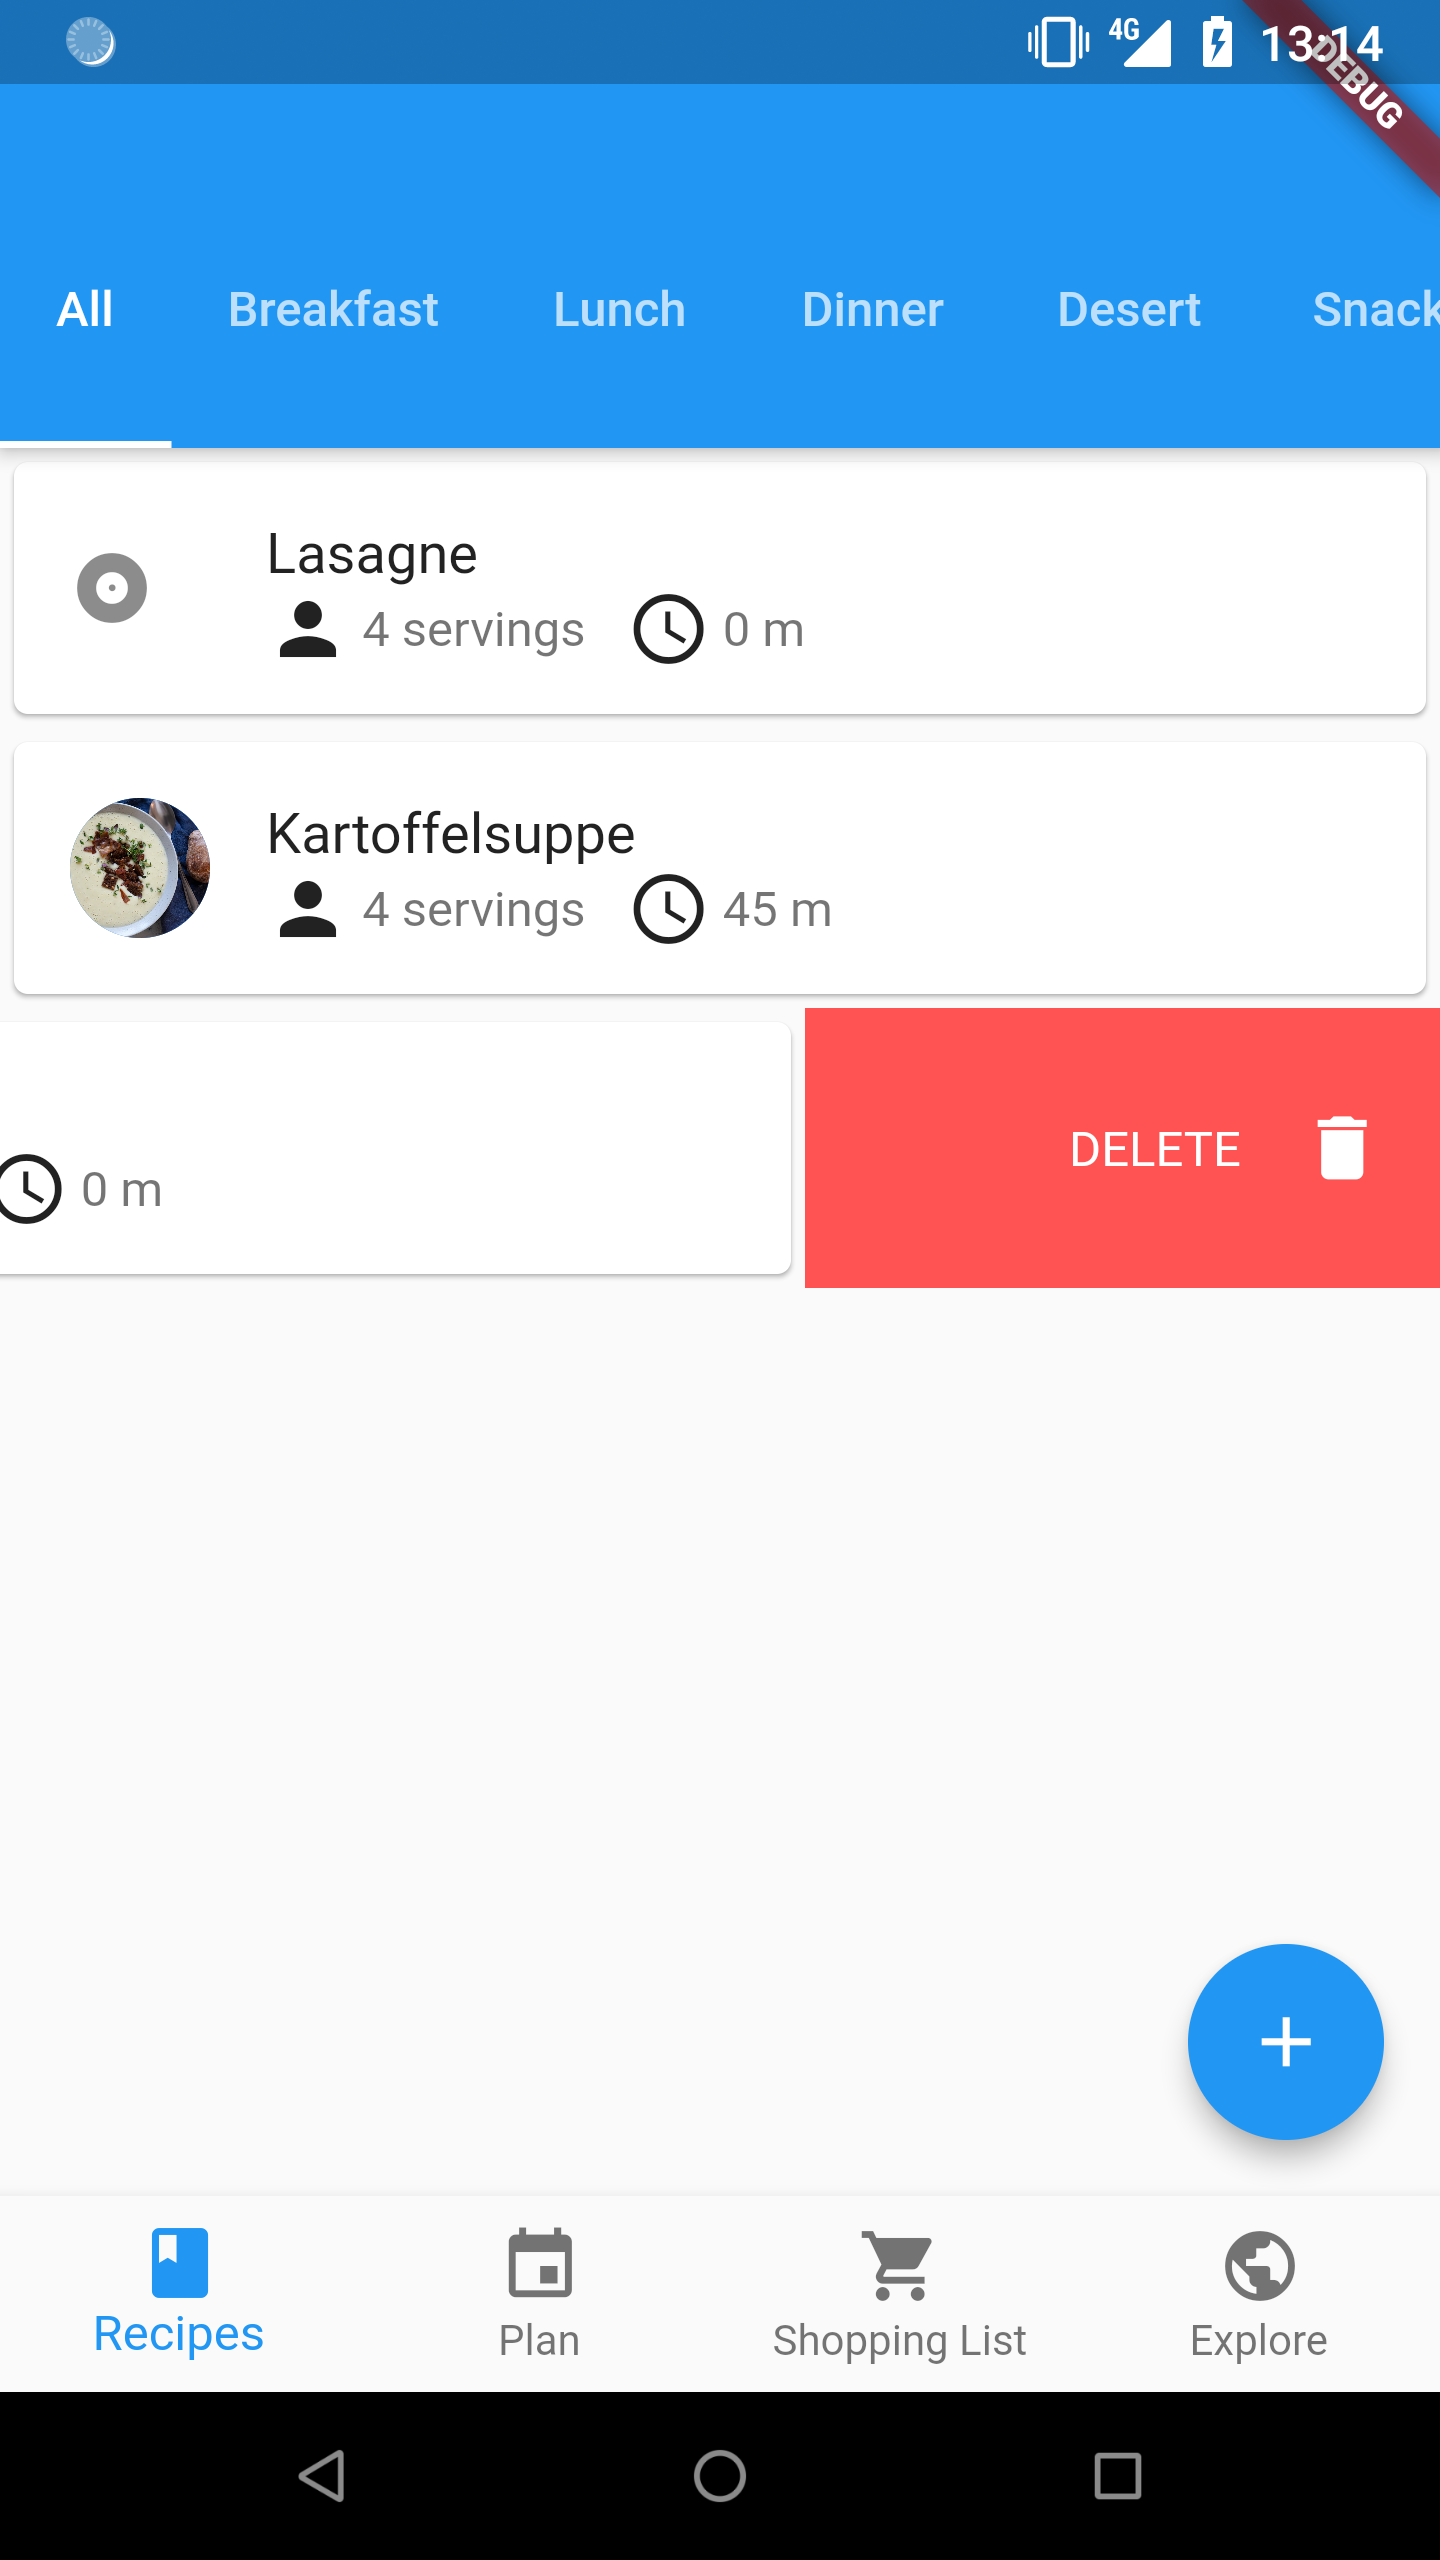 4G 13:14
DEBUG
All Breakfast Lunch Dinner Desert Snack
Lasagne
4 servings 0 m
Kartoffelsuppe
4 servings 45 m
0 m DELETE
Recipes Plan Shopping List Explore